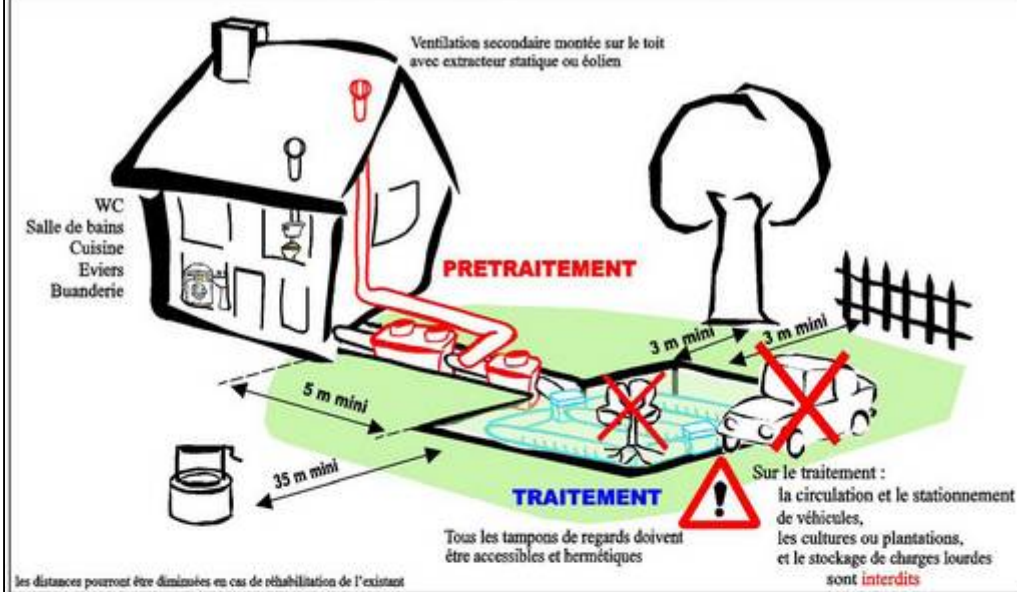 Ventilation secondaire montée sur le toit
avec extracteur statique ou éolien
WC
Salle de bains
Cuisine
Eviers
Buanderie
PRETRAITEMENT
3 m mini
3 m mini
5 m mini
35 m mini
TRAITEMENT
Tous les tampons de regards doivent
être accessibles et hermétiques
!
Sur le traitement :
la circulation et le stationnement
de véhicules,
les cultures ou plantations,
et le stockage de charges lourdes
sont interdits
les distances pourront être diminuées en cas de réhabilitation de l'existant